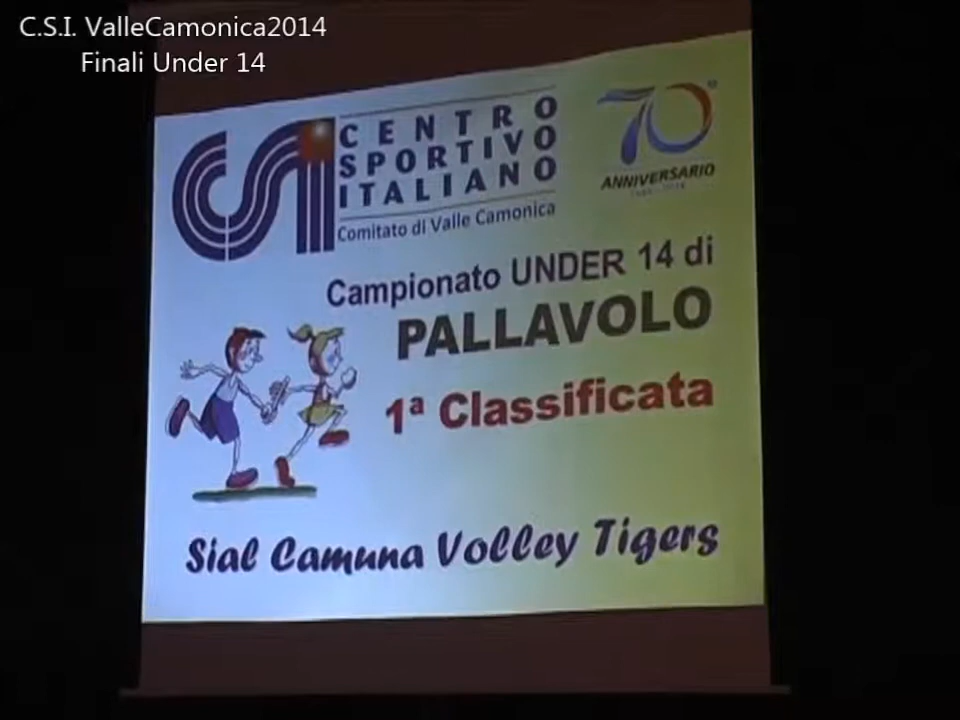 C.S.I. ValleCamonica2014
Finali Under 14
CSI
CENTRO
SPORTIVO
ITALIANO
Comitato di Valle Camonica
70
ANNIVERSARIO
Campionato UNDER 14 di
PALLAVOLO
1ª Classificata
Sial Camuna Volley Tigers